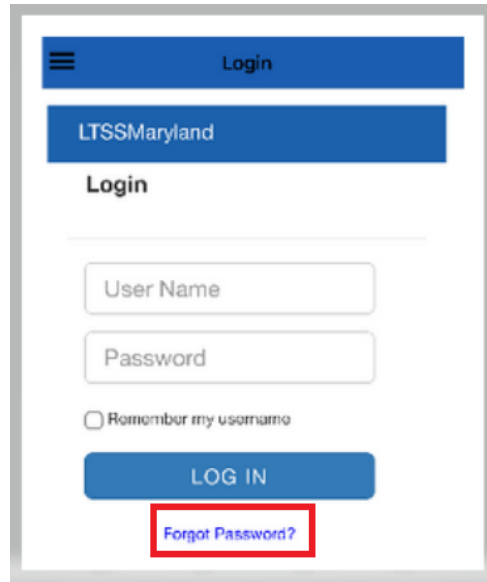 Login
LTSSMaryland
Login
User Name
Password
Remember my username
LOG IN
Forgot Password?